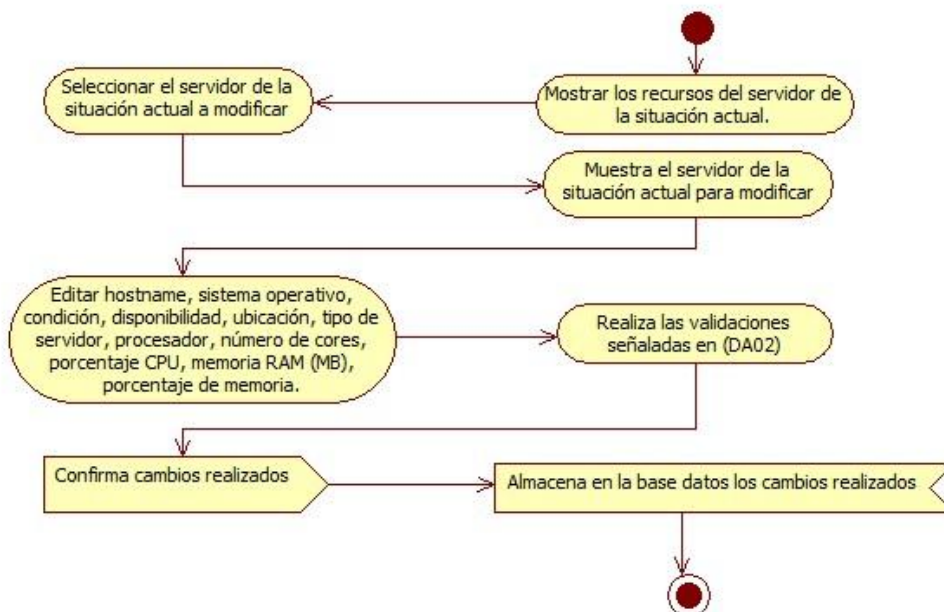 Mostrar los recursos del servidor de
la situación actual.
Seleccionar el servidor de la
situación actual a modificar
Muestra el servidor de la
situación actual para modificar
Editar hostname, sistema operativo,
condición, disponibilidad, ubicación, tipo de
servidor, procesador, número de cores,
porcentaje CPU, memoria RAM (MB),
porcentaje de memoria.
Realiza las validaciones
señaladas en (DA02)
Confirma cambios realizados
Almacena en la base datos los cambios realizados